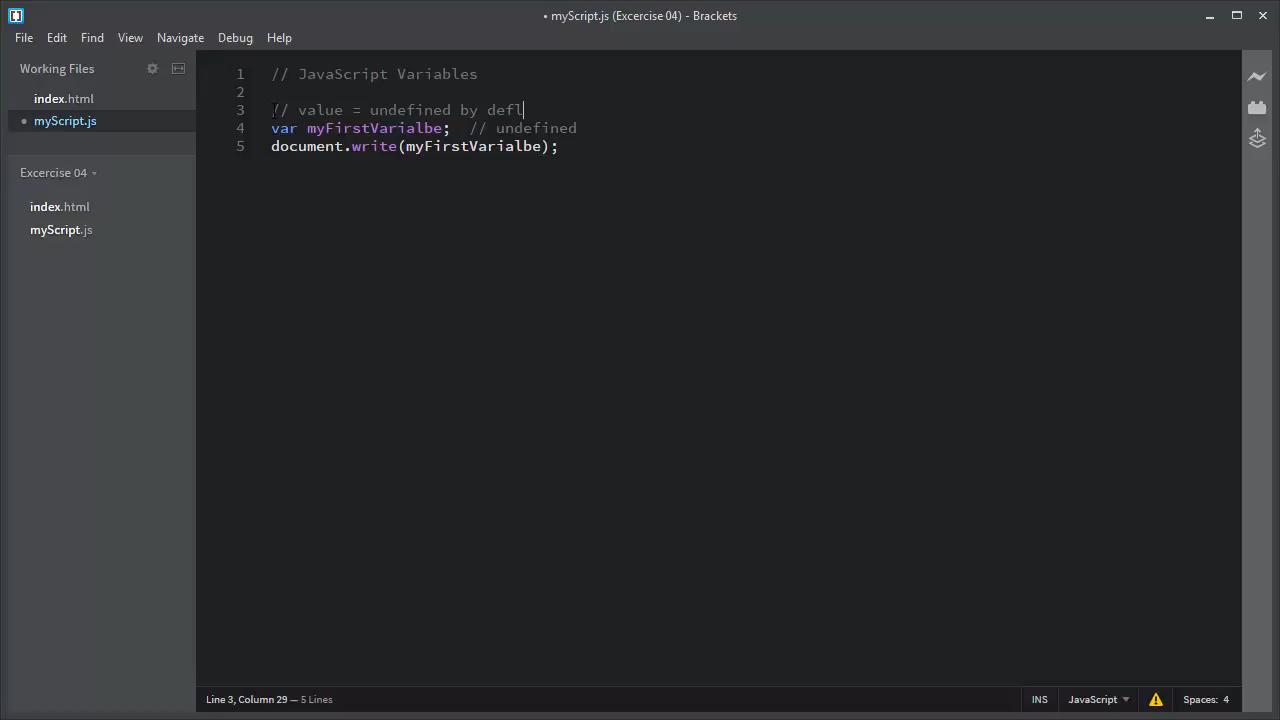 • myScript.js (Excercise 04) - Brackets
File Edit Find View Navigate Debug Help
Working Files
index.html
• myScript.js
Excercise 04
index.html
myScript.js
1 // JavaScript Variables
2
3 // value = undefined by defl
4 var myFirstVarialbe;  // undefined
5 document.write(myFirstVarialbe);
Line 3, Column 29 — 5 Lines
INS JavaScript Spaces: 4